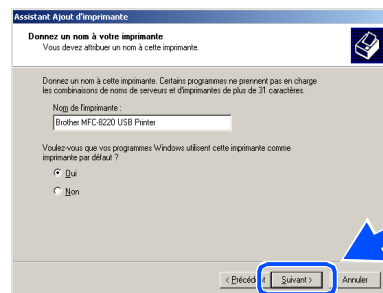 Assistant Ajout d'imprimante
Donnez un nom à votre imprimante
Vous devez attribuer un nom à cette imprimante.
Donnez un nom à cette imprimante. Certains programmes ne prennent pas en charge
les combinaisons de noms de serveurs et d'imprimantes de plus de 31 caractères.
Nom de l'imprimante :
Brother MFC-8220 USB Printer
Voulez-vous que vos programmes Windows utilisent cette imprimante comme
imprimante par défaut ?
Oui
Non
< Précédent Suivant > Annuler